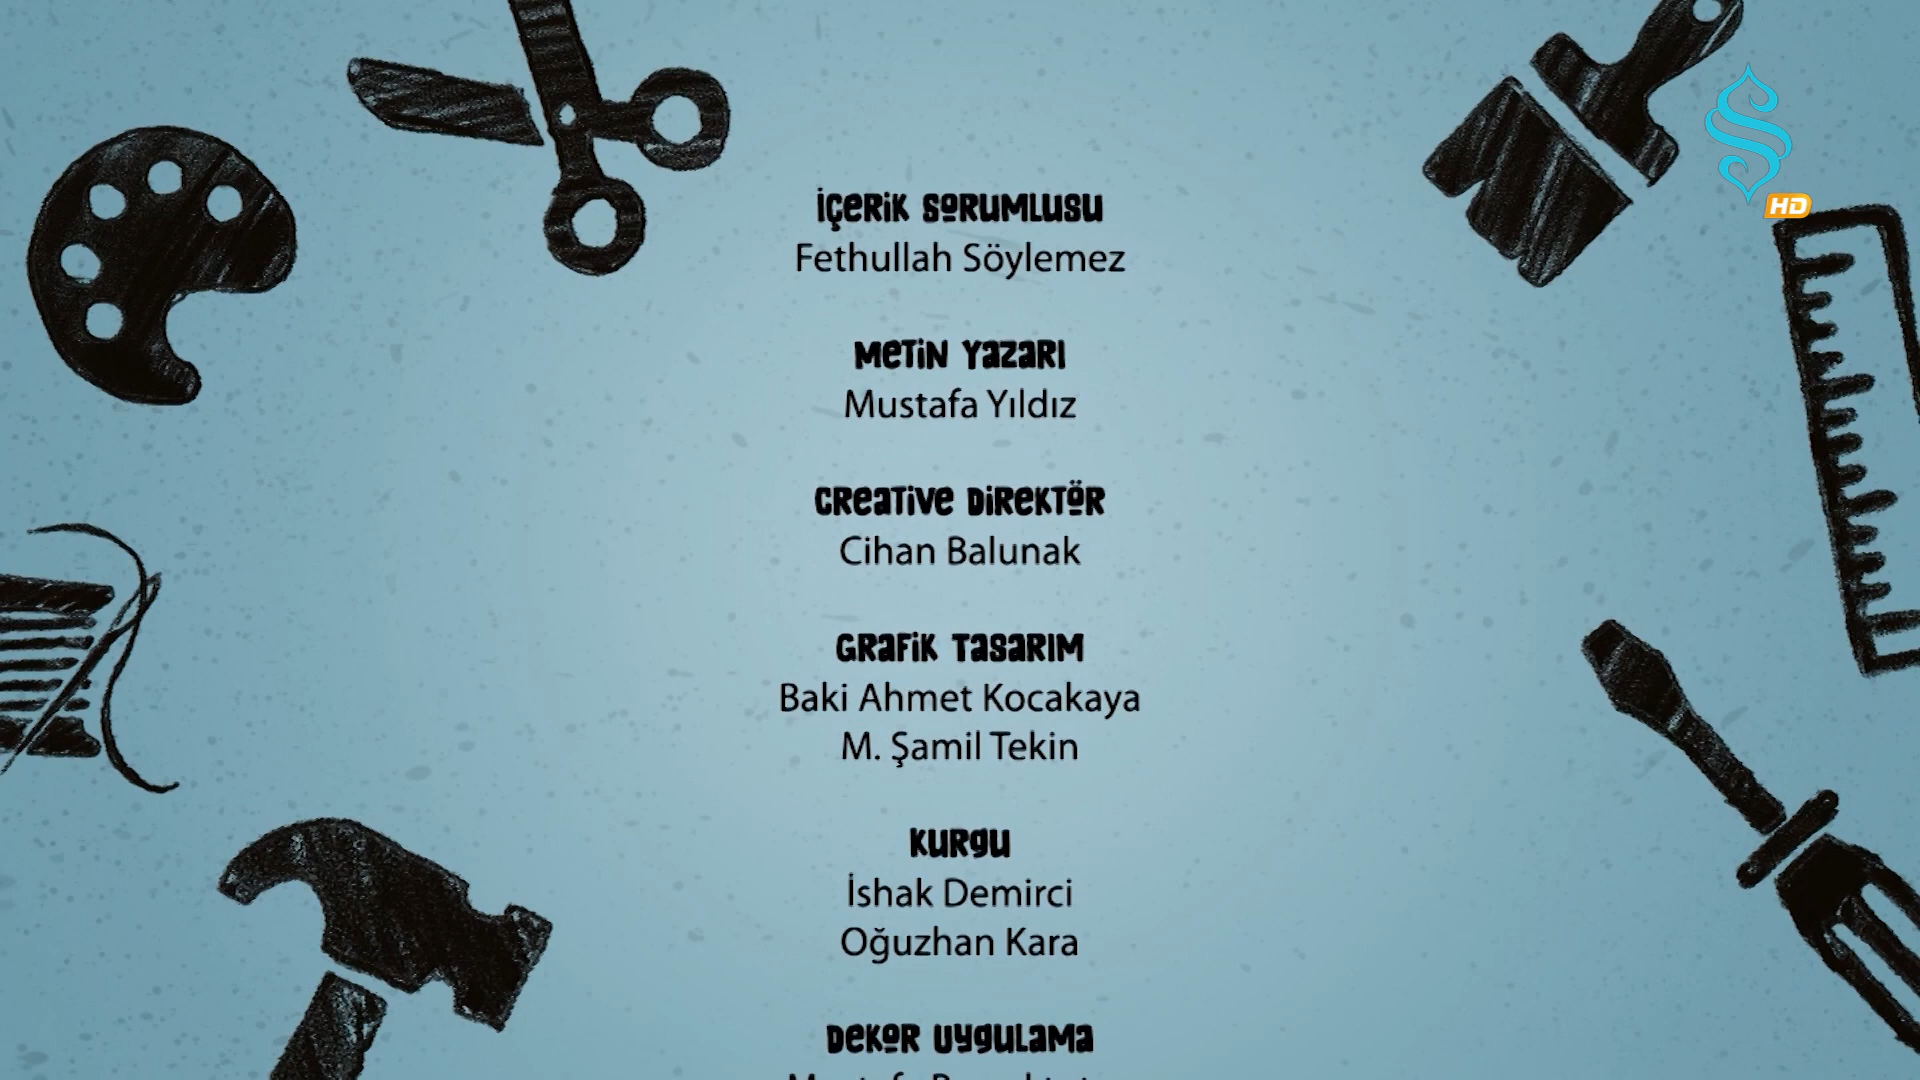 İçerik Sorumlusu
Fethullah Söylemez
Metin Yazarı
Mustafa Yıldız
Creative Direktör
Cihan Balunak
Grafik Tasarım
Baki Ahmet Kocakaya
M. Şamil Tekin
Kurgu
İshak Demirci
Oğuzhan Kara
Dekor Uygulama
HD